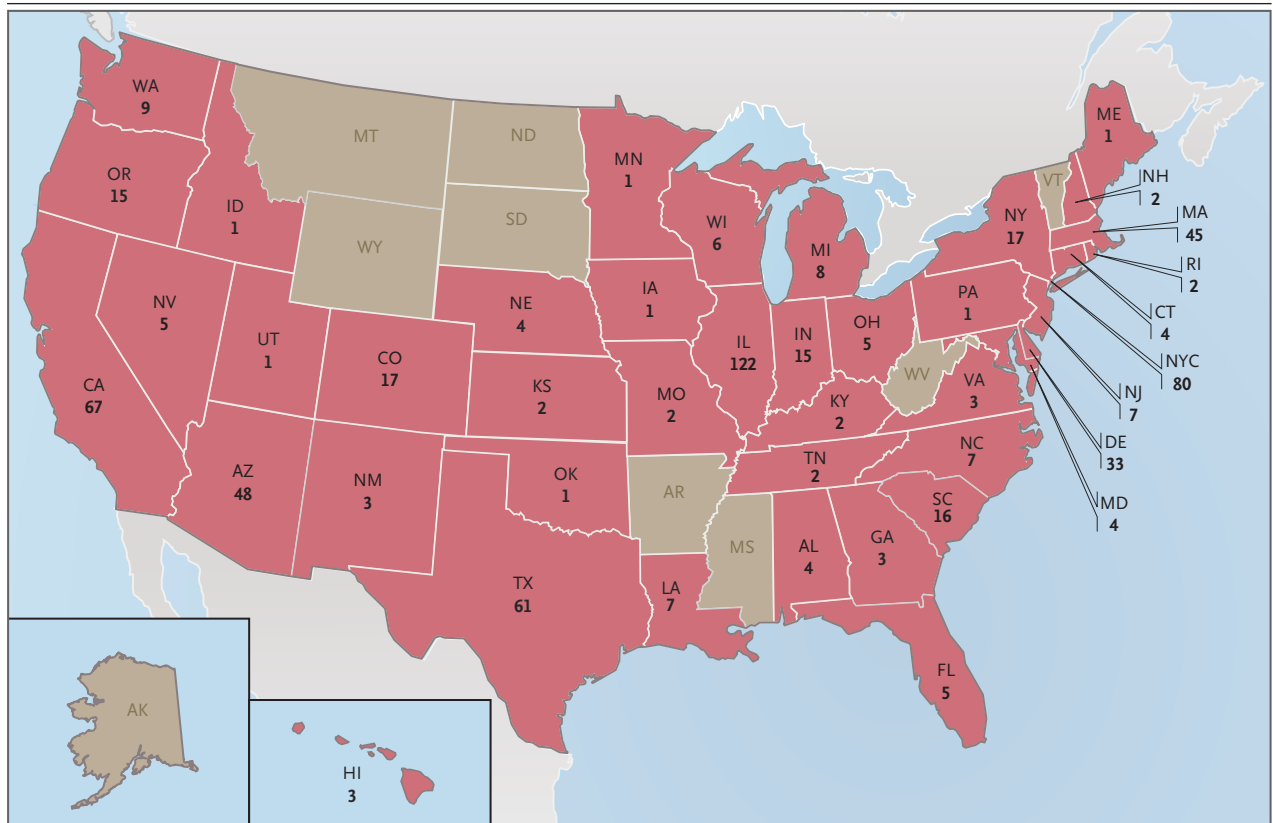 WA
9
MT
ND
MN
1
ME
1
OR
15
ID
1
WY
SD
WI
6
MI
8
NY
17
VT
NH
2
MA
45
RI
2
CT
4
NYC
80
NJ
7
DE
33
MD
4
NV
5
UT
1
CO
17
NE
4
IA
1
IL
122
IN
15
OH
5
PA
1
WV
VA
3
CA
67
KS
2
MO
2
KY
2
NC
7
TN
2
SC
16
AZ
48
NM
3
OK
1
AR
MS
AL
4
GA
3
TX
61
LA
7
FL
5
AK
HI
3